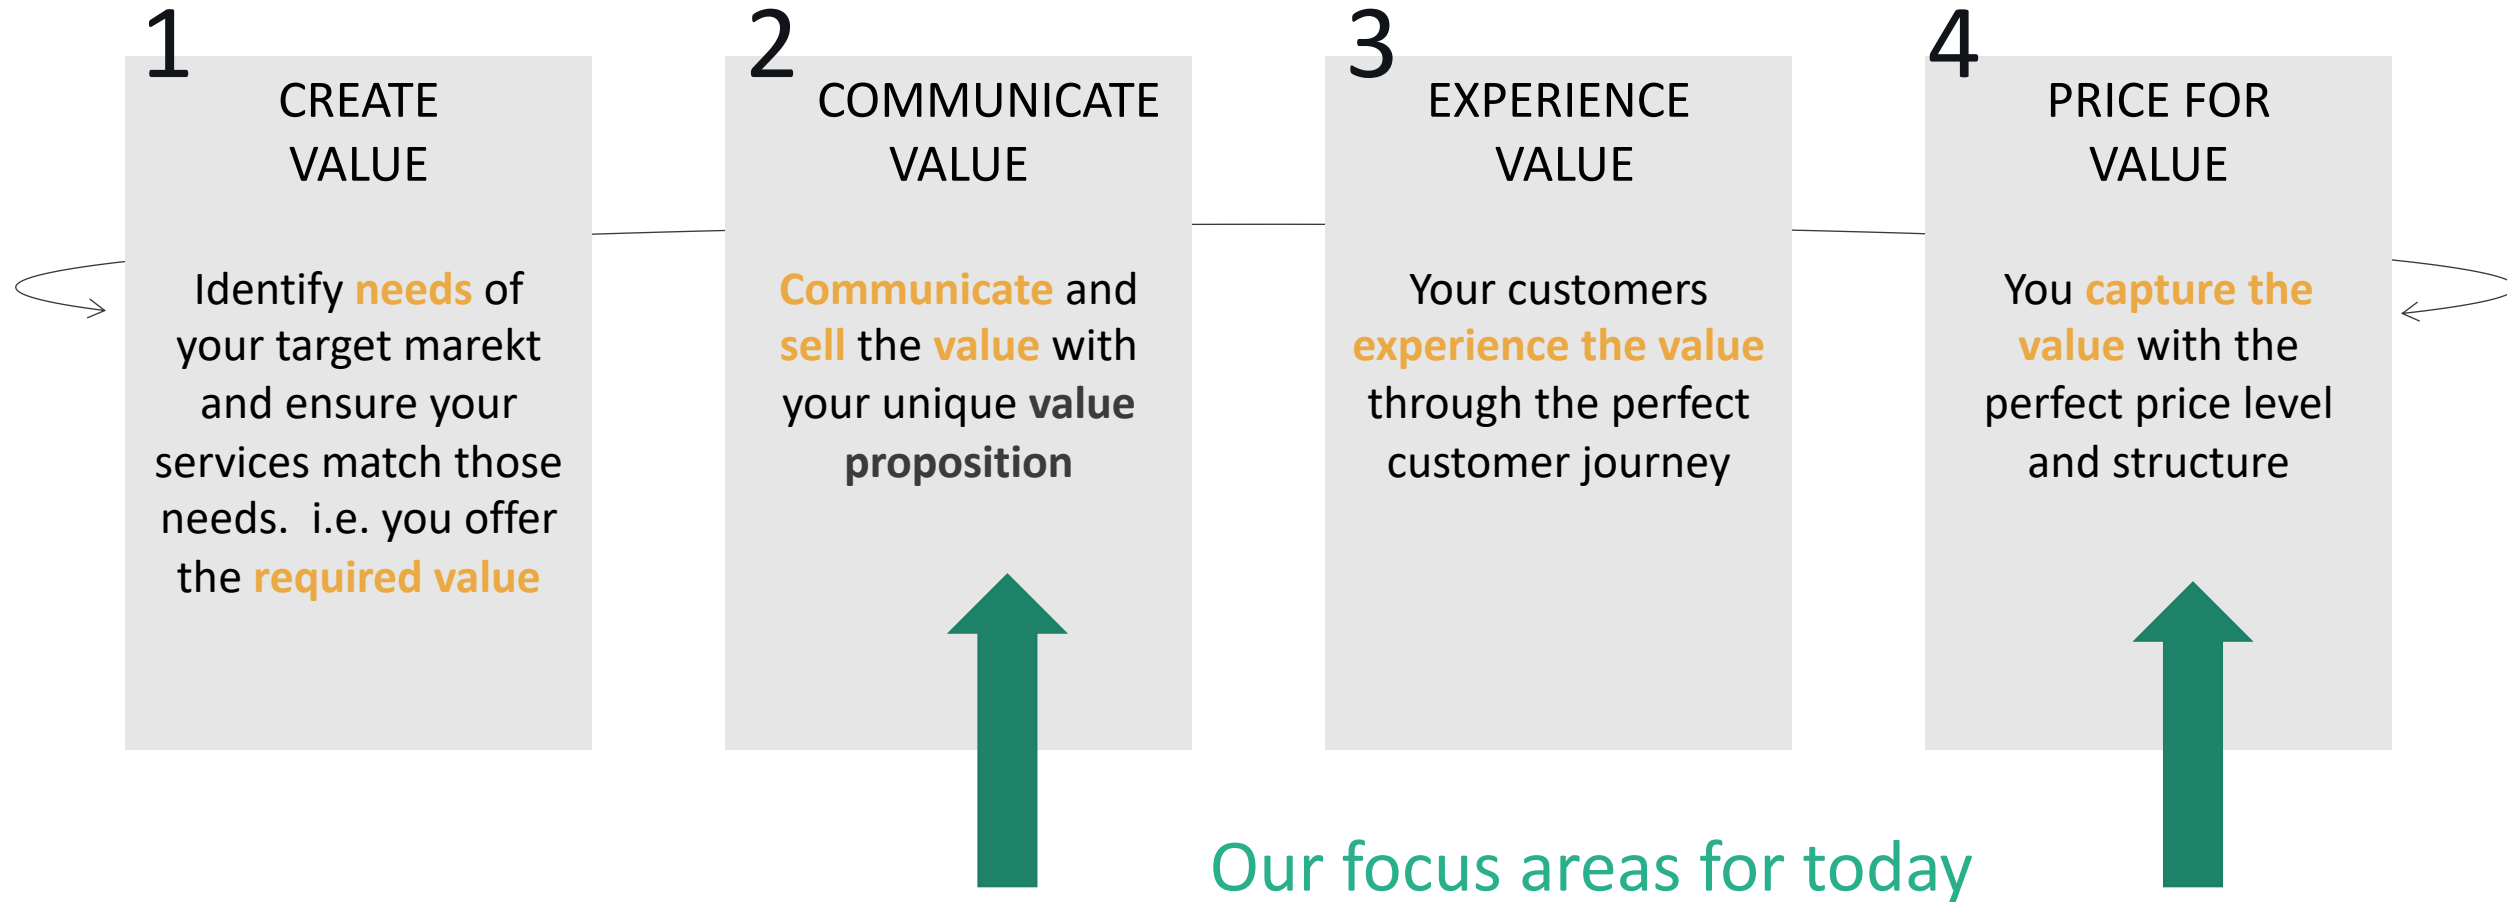 1
CREATE
VALUE
Identify needs of
your target marekt
and ensure your
services match those
needs.  i.e. you offer
the required value
2
COMMUNICATE
VALUE
Communicate and
sell the value with
your unique value
proposition
3
EXPERIENCE
VALUE
Your customers
experience the value
through the perfect
customer journey
4
PRICE FOR
VALUE
You capture the
value with the
perfect price level
and structure
Our focus areas for today